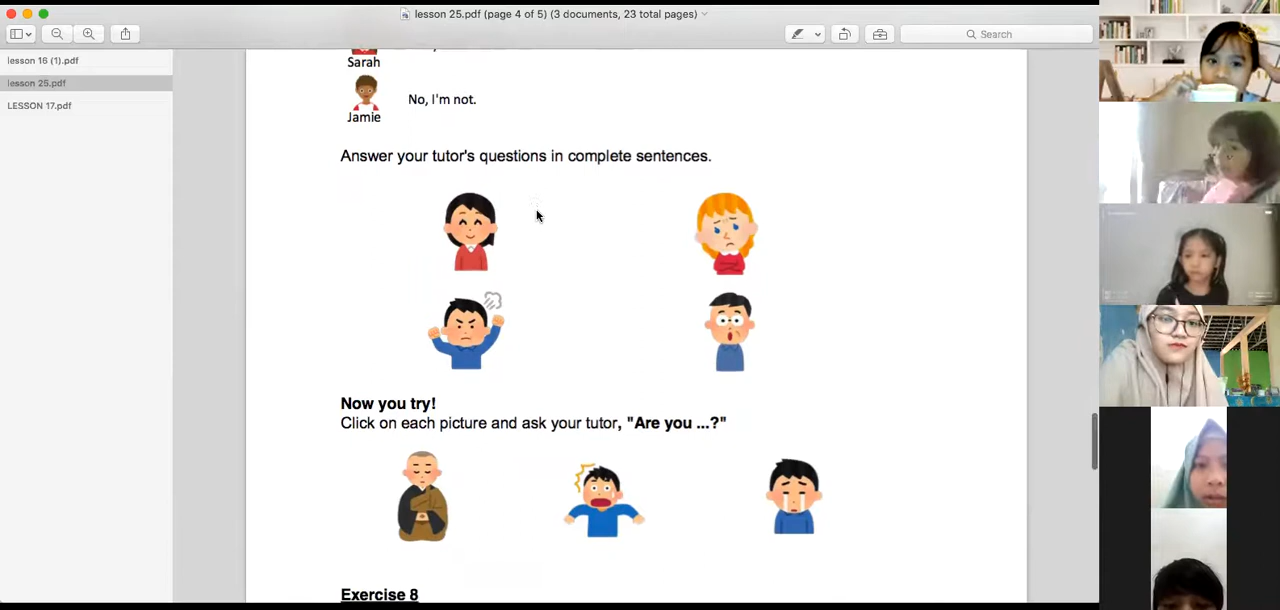 lesson 25.pdf (page 4 of 5) (3 documents, 23 total pages)
Search
lesson 16 (1).pdf
lesson 25.pdf
LESSON 17.pdf
Sarah
No, I'm not.
Jamie
Answer your tutor's questions in complete sentences.
Now you try!
Click on each picture and ask your tutor, "Are you ...?"
Exercise 8